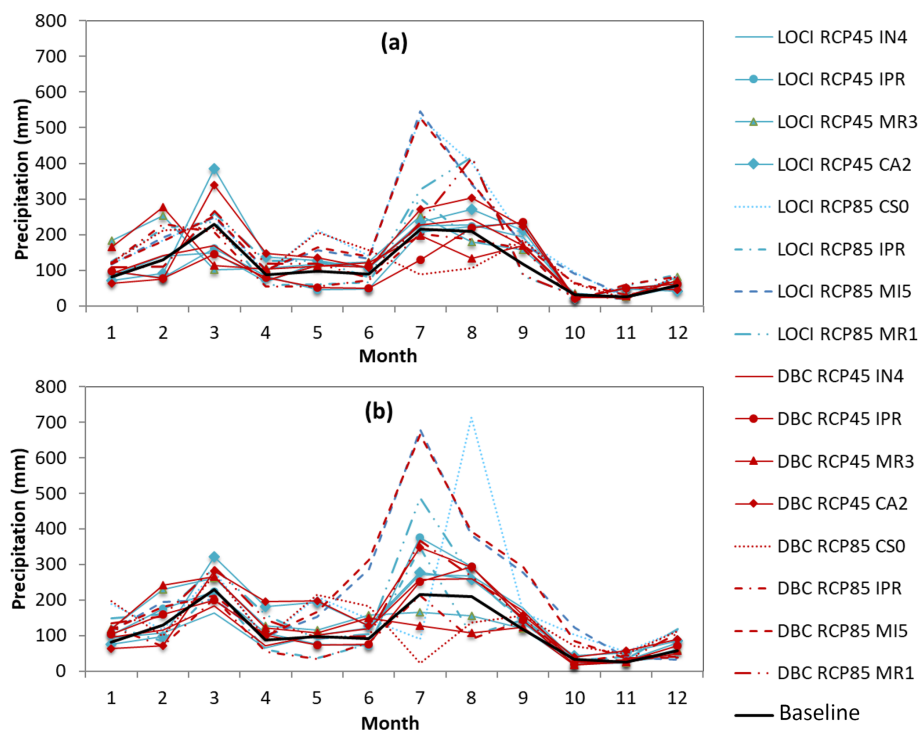 (a)
Precipitation (mm)
800
700
600
500
400
300
200
100
0
1 2 3 4 5 6 7 8 9 10 11 12
Month
(b)
Precipitation (mm)
800
700
600
500
400
300
200
100
0
1 2 3 4 5 6 7 8 9 10 11 12
Month
LOCI RCP45 IN4
LOCI RCP45 IPR
LOCI RCP45 MR3
LOCI RCP45 CA2
LOCI RCP85 CS0
LOCI RCP85 IPR
LOCI RCP85 MI5
LOCI RCP85 MR1
DBC RCP45 IN4
DBC RCP45 IPR
DBC RCP45 MR3
DBC RCP45 CA2
DBC RCP85 CS0
DBC RCP85 IPR
DBC RCP85 MI5
DBC RCP85 MR1
Baseline